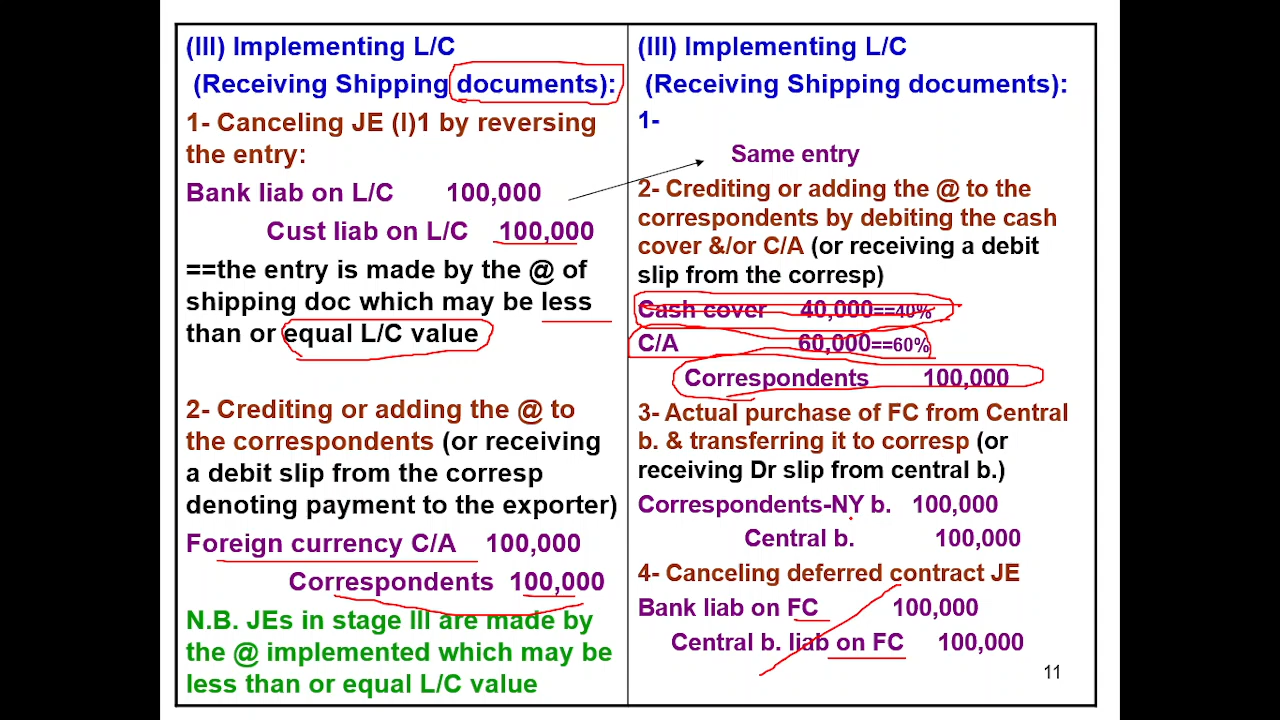 (III) Implementing L/C
(Receiving Shipping documents):
1- Canceling JE (I)1 by reversing
the entry:
Bank liab on L/C 100,000
Cust liab on L/C 100,000
==the entry is made by the @ of
shipping doc which may be less
than or equal L/C value
2- Crediting or adding the @ to
the correspondents (or receiving
a debit slip from the corresp
denoting payment to the exporter)
Foreign currency C/A 100,000
Correspondents 100,000
N.B. JEs in stage III are made by
the @ implemented which may be
less than or equal L/C value
(III) Implementing L/C
(Receiving Shipping documents):
1-
Same entry
2- Crediting or adding the @ to the
correspondents by debiting the cash
cover &/or C/A (or receiving a debit
slip from the corresp)
Cash cover 40,000==40%
C/A 60,000==60%
Correspondents 100,000
3- Actual purchase of FC from Central
b. & transferring it to corresp (or
receiving Dr slip from central b.)
Correspondents-NY b. 100,000
Central b. 100,000
4- Canceling deferred contract JE
Bank liab on FC 100,000
Central b. liab on FC 100,000
11